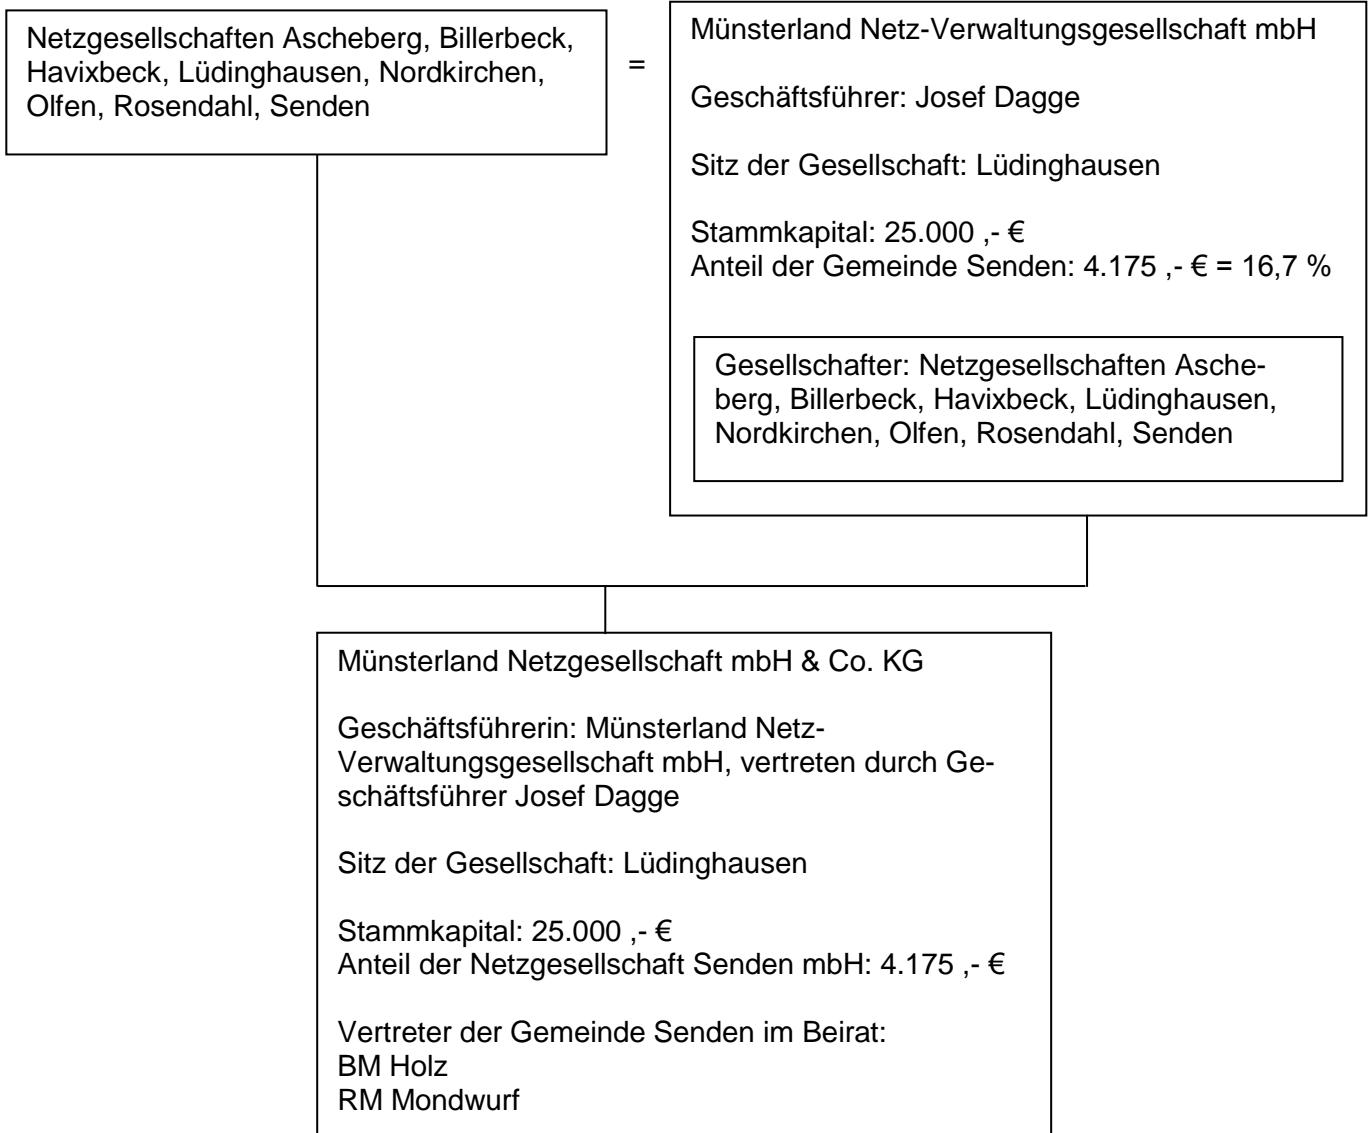 Netzgesellschaften Ascheberg, Billerbeck,
Havixbeck, Lüdinghausen, Nordkirchen,
Olfen, Rosendahl, Senden
=
Münsterland Netz-Verwaltungsgesellschaft mbH
Geschäftsführer: Josef Dagge
Sitz der Gesellschaft: Lüdinghausen
Stammkapital: 25.000 ,- €
Anteil der Gemeinde Senden: 4.175 ,- € = 16,7 %
Gesellschafter: Netzgesellschaften Asche-
berg, Billerbeck, Havixbeck, Lüdinghausen,
Nordkirchen, Olfen, Rosendahl, Senden
Münsterland Netzgesellschaft mbH & Co. KG
Geschäftsführerin: Münsterland Netz-
Verwaltungsgesellschaft mbH, vertreten durch Ge-
schäftsführer Josef Dagge
Sitz der Gesellschaft: Lüdinghausen
Stammkapital: 25.000 ,- €
Anteil der Netzgesellschaft Senden mbH: 4.175 ,- €
Vertreter der Gemeinde Senden im Beirat:
BM Holz
RM Mondwurf